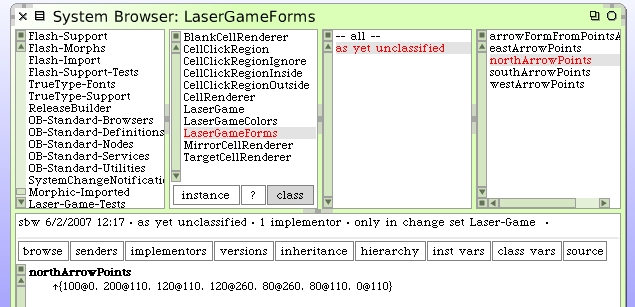 System Browser: LaserGameForms
Flash-Support
Flash-Morphs
Flash-Import
Flash-Support-Tests
TrueType-Fonts
TrueType-Support
ReleaseBuilder
OB-Standard-Browsers
OB-Standard-Definitions
OB-Standard-Nodes
OB-Standard-Services
OB-Standard-Utilities
SystemChangeNotificatio
Morphic-Imported
Laser-Game-Tests
BlankCellRenderer
CellClickRegion
CellClickRegionIgnore
CellClickRegionInside
CellClickRegionOutside
CellRenderer
LaserGame
LaserGameColors
LaserGameForms
MirrorCellRenderer
TargetCellRenderer
instance ? class
-- all --
as yet unclassified
arrowFormFromPointsA
eastArrowPoints
northArrowPoints
southArrowPoints
westArrowPoints
sbw 6/2/2007 12:17 · as yet unclassified · 1 implementor · only in change set Laser-Game ·
browse senders implementors versions inheritance hierarchy inst vars class vars source
northArrowPoints
↑{100@0. 200@110. 120@110. 120@260. 80@260. 80@110. 0@110}